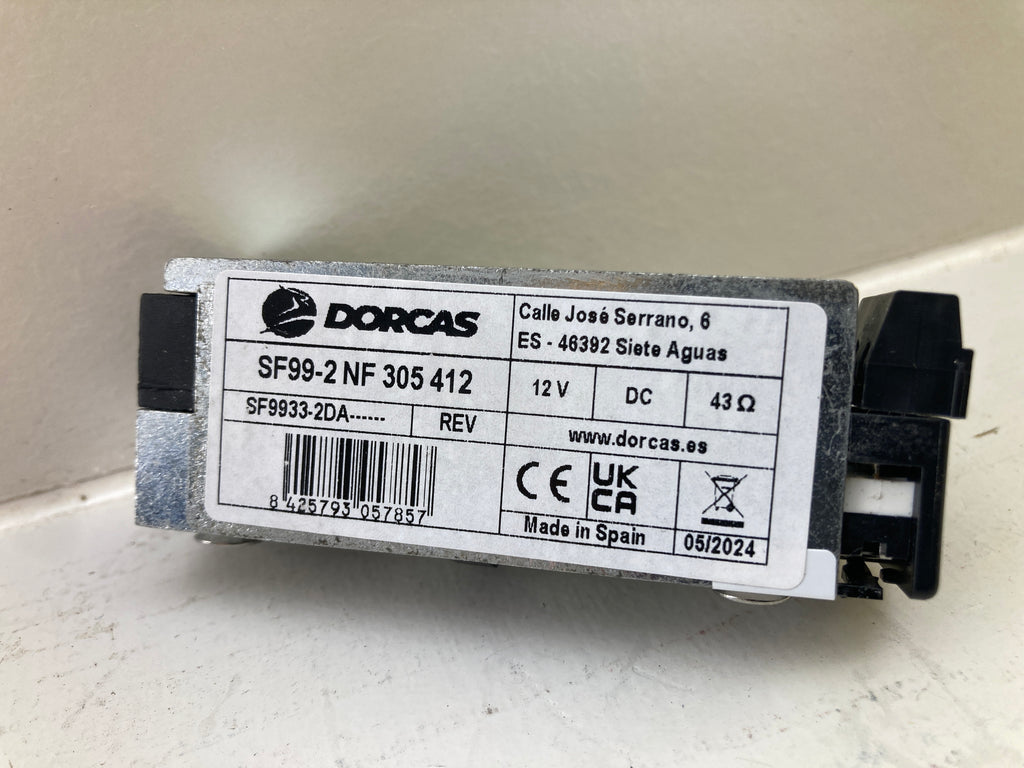 DORCAS
Calle José Serrano, 6
ES - 46392 Siete Aguas
SF99-2 NF 305 412
12 V
DC
43 Ω
SF9933-2DA------
REV
www.dorcas.es
8 425793 057857
CE
UK
CA
Made in Spain
05/2024